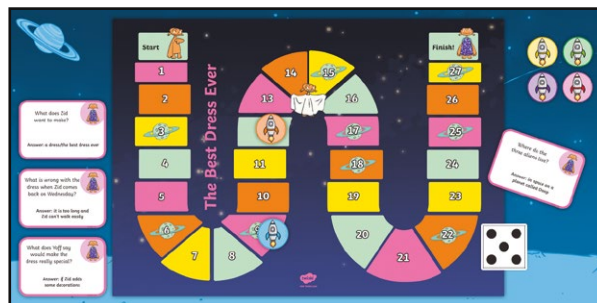 Start
1
2
3
4
5
6
7
8
9
10
11
13
14
15
16
17
18
19
20
21
22
23
24
25
26
27
Finish!
The Best Dress Ever
What does Zid
want to make?
Answer: a dress/the best dress ever
What is wrong with the
dress when Zid comes
back on Wednesday?
Answer: it is too long and
Zid can't walk easily
What does Yoff say
would make the
dress really special?
Answer: if Zid adds
some decorations
Where do the
three aliens live?
Answer: in space on a
planet called